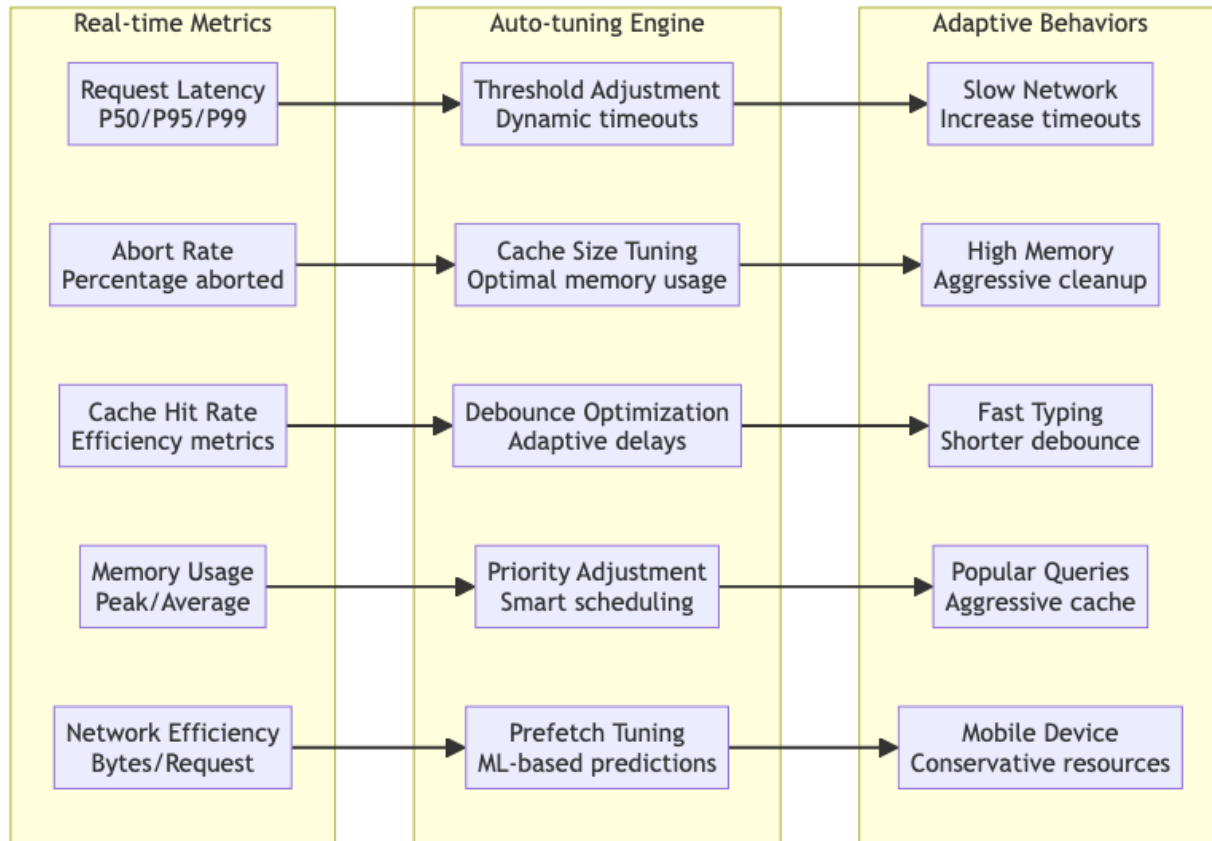 Real-time Metrics
Auto-tuning Engine
Adaptive Behaviors
Request Latency
P50/P95/P99
Threshold Adjustment
Dynamic timeouts
Slow Network
Increase timeouts
Abort Rate
Percentage aborted
Cache Size Tuning
Optimal memory usage
High Memory
Aggressive cleanup
Cache Hit Rate
Efficiency metrics
Debounce Optimization
Adaptive delays
Fast Typing
Shorter debounce
Memory Usage
Peak/Average
Priority Adjustment
Smart scheduling
Popular Queries
Aggressive cache
Network Efficiency
Bytes/Request
Prefetch Tuning
ML-based predictions
Mobile Device
Conservative resources